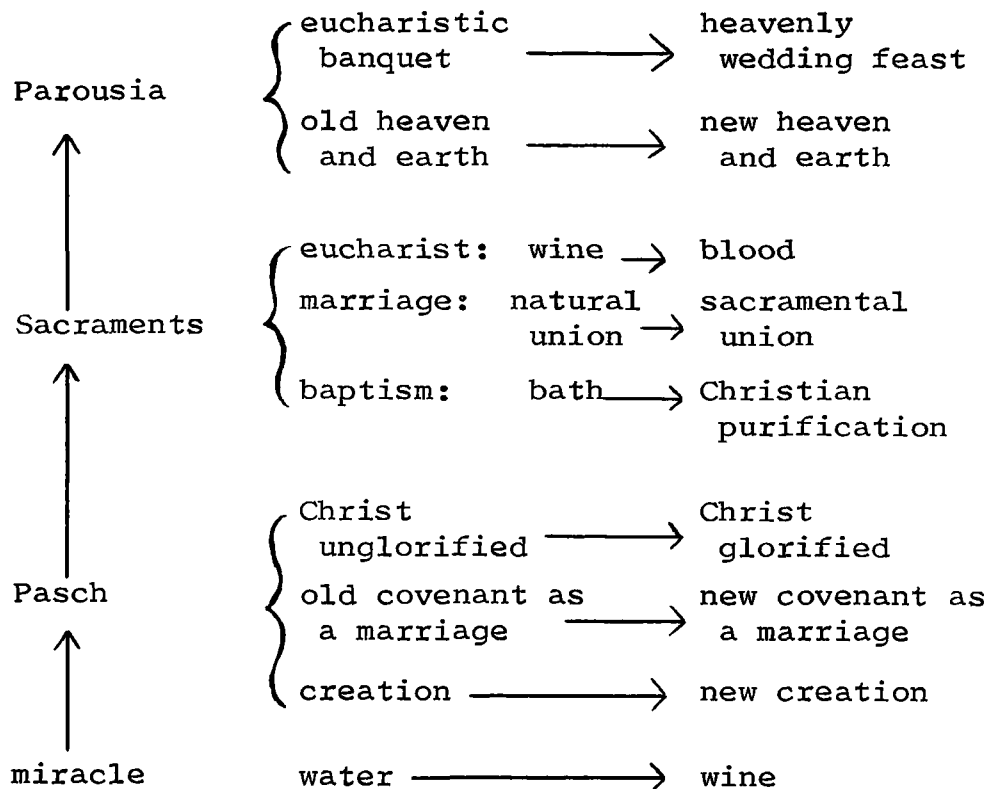 eucharistic heavenly
banquet wedding feast
Parousia
old heaven new heaven
and earth and earth
eucharist: wine blood
marriage: natural sacramental
Sacraments union union
baptism: bath Christian
purification
Christ Christ
unglorified glorified
Pasch old covenant as new covenant as
a marriage a marriage
creation new creation
miracle water wine